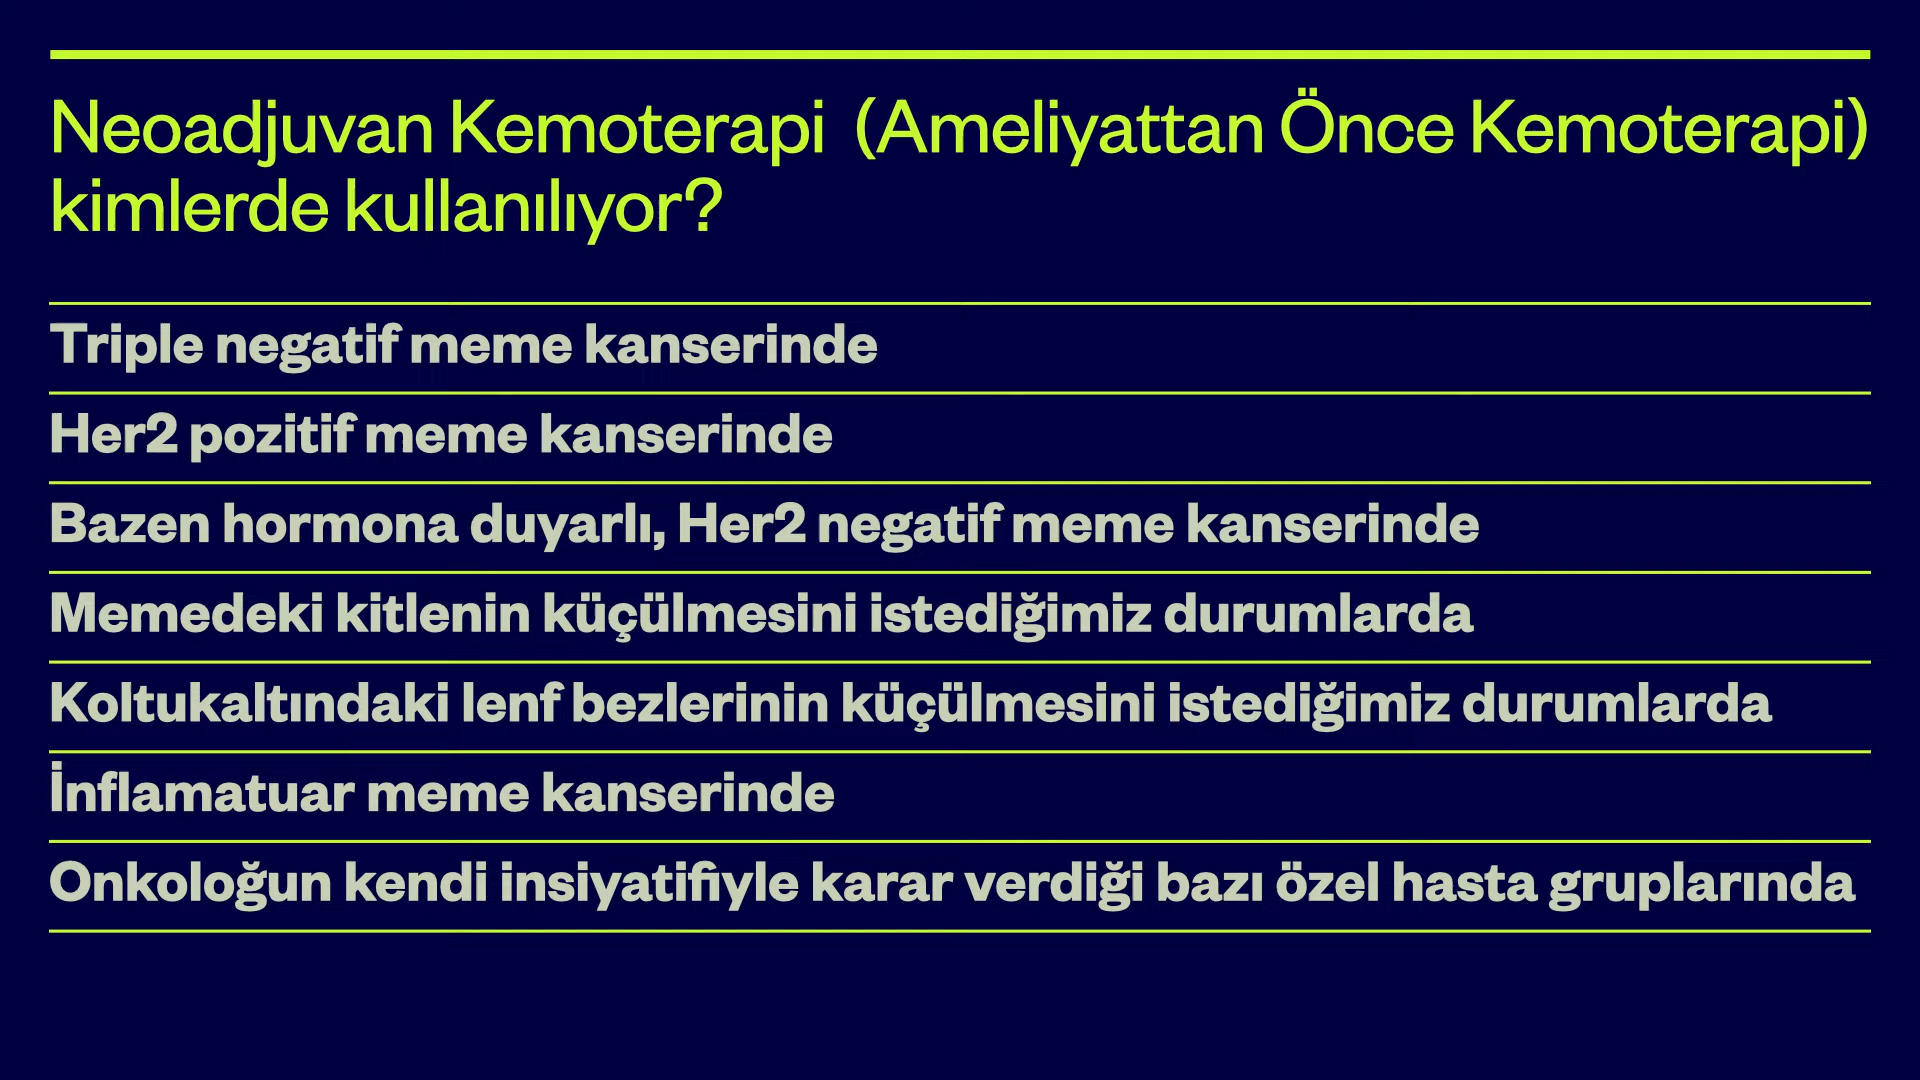 Neoadjuvan Kemoterapi (Ameliyattan Önce Kemoterapi)
kimlerde kullanılıyor?
Triple negatif meme kanserinde
Her2 pozitif meme kanserinde
Bazen hormona duyarlı, Her2 negatif meme kanserinde
Memedeki kitlenin küçülmesini istediğimiz durumlarda
Koltukaltındaki lenf bezlerinin küçülmesini istediğimiz durumlarda
İnflamatuar meme kanserinde
Onkoloğun kendi insiyatifiyle karar verdiği bazı özel hasta gruplarında